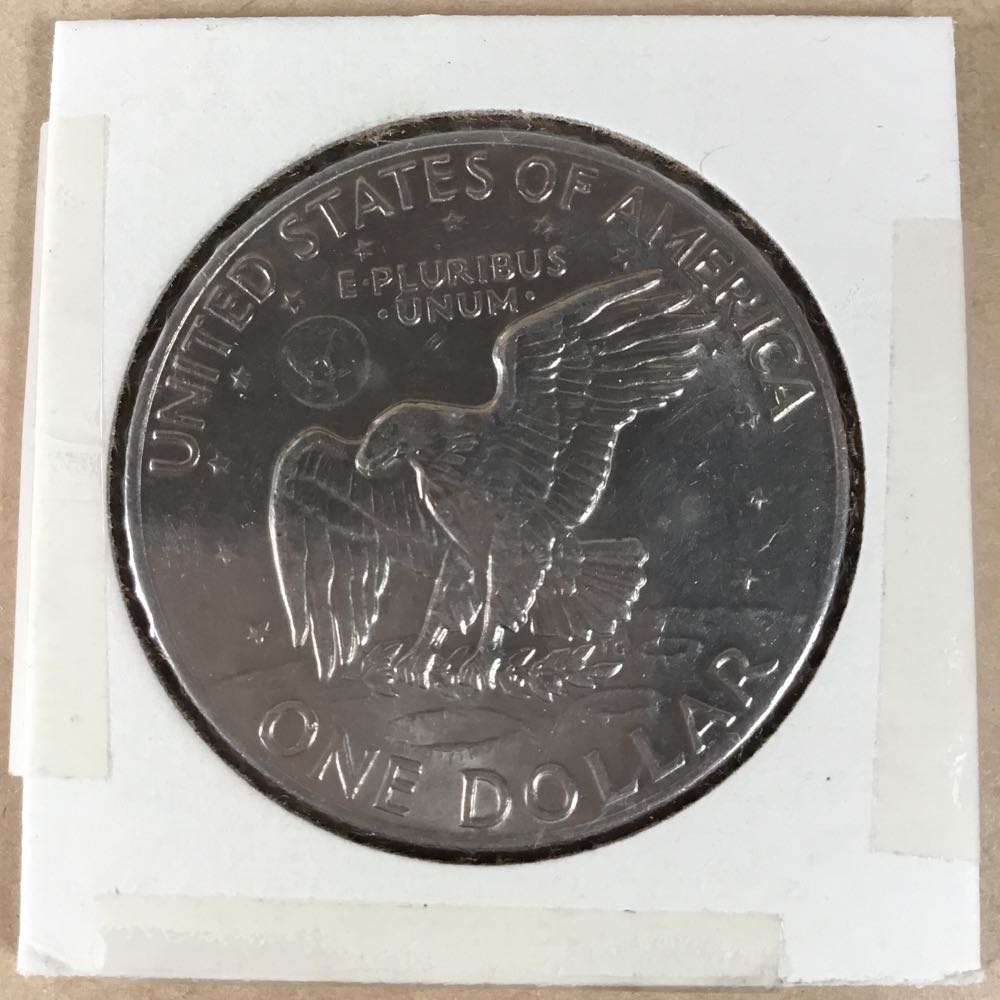 UNITED STATES OF AMERICA
E·PLURIBUS
·UNUM·
ONE DOLLAR